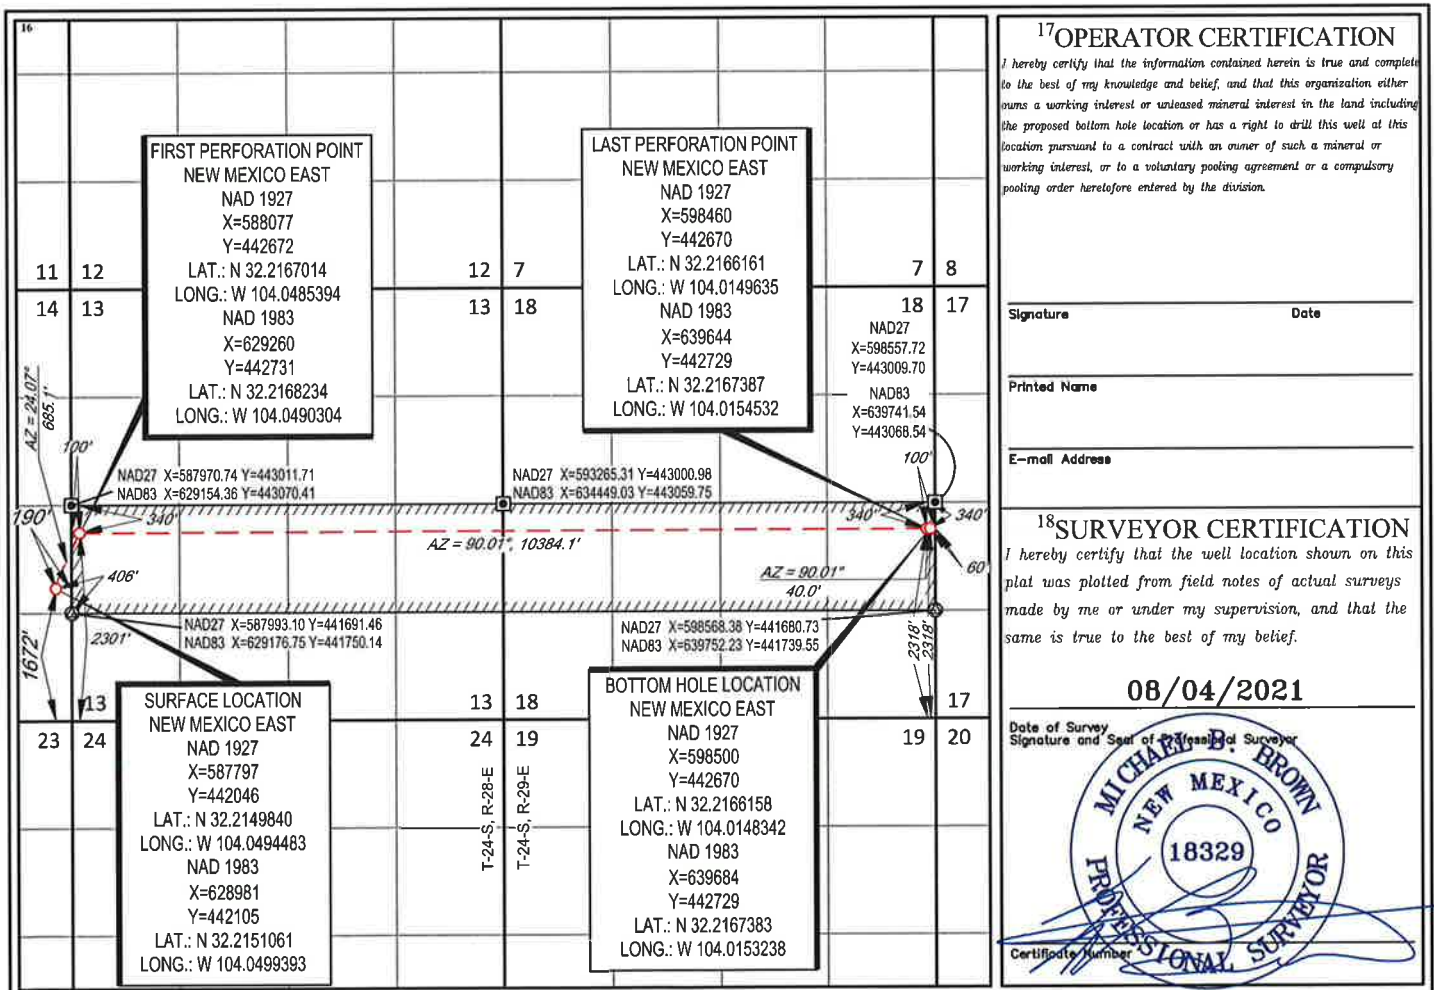 16
FIRST PERFORATION POINT
NEW MEXICO EAST
NAD 1927
X=588077
Y=442672
LAT.: N 32.2167014
LONG.: W 104.0485394
NAD 1983
X=629260
Y=442731
LAT.: N 32.2168234
LONG.: W 104.0490304
LAST PERFORATION POINT
NEW MEXICO EAST
NAD 1927
X=598460
Y=442670
LAT.: N 32.2166161
LONG.: W 104.0149635
NAD 1983
X=639644
Y=442729
LAT.: N 32.2167387
LONG.: W 104.0154532
11 12
14 13
12 7
13 18
7 8
18 17
NAD27
X=598557.72
Y=443009.70
NAD83
X=639741.54
Y=443068.54
AZ = 24.07°
685.1'
100'
NAD27 X=587970.74 Y=443011.71
NAD83 X=629154.36 Y=443070.41
NAD27 X=593265.31 Y=443000.98
NAD83 X=634449.03 Y=443059.75
100'
190'
340'
340'
340'
AZ = 90.01°, 10384.1'
406'
AZ = 90.01°
40.0'
60'
NAD27 X=587993.10 Y=441691.46
NAD83 X=629176.75 Y=441750.14
NAD27 X=598568.38 Y=441680.73
NAD83 X=639752.23 Y=441739.55
2301'
1672'
2318'
2318'
SURFACE LOCATION
NEW MEXICO EAST
NAD 1927
X=587797
Y=442046
LAT.: N 32.2149840
LONG.: W 104.0494483
NAD 1983
X=628981
Y=442105
LAT.: N 32.2151061
LONG.: W 104.0499393
BOTTOM HOLE LOCATION
NEW MEXICO EAST
NAD 1927
X=598500
Y=442670
LAT.: N 32.2166158
LONG.: W 104.0148342
NAD 1983
X=639684
Y=442729
LAT.: N 32.2167383
LONG.: W 104.0153238
13
23 24
13 18
24 19
17
19 20
T-24-S, R-28-E
T-24-S, R-29-E
17 OPERATOR CERTIFICATION
I hereby certify that the information contained herein is true and complete
to the best of my knowledge and belief, and that this organization either
owns a working interest or unleased mineral interest in the land including
the proposed bottom hole location or has a right to drill this well at this
location pursuant to a contract with an owner of such a mineral or
working interest, or to a voluntary pooling agreement or a compulsory
pooling order heretofore entered by the division.
Signature Date
Printed Name
E-mail Address
18 SURVEYOR CERTIFICATION
I hereby certify that the well location shown on this
plat was plotted from field notes of actual surveys
made by me or under my supervision, and that the
same is true to the best of my belief.
08/04/2021
Date of Survey
Signature and Seal of Professional Surveyor
MICHAEL B. BROWN
NEW MEXICO
18329
PROFESSIONAL SURVEYOR
Certificate Number